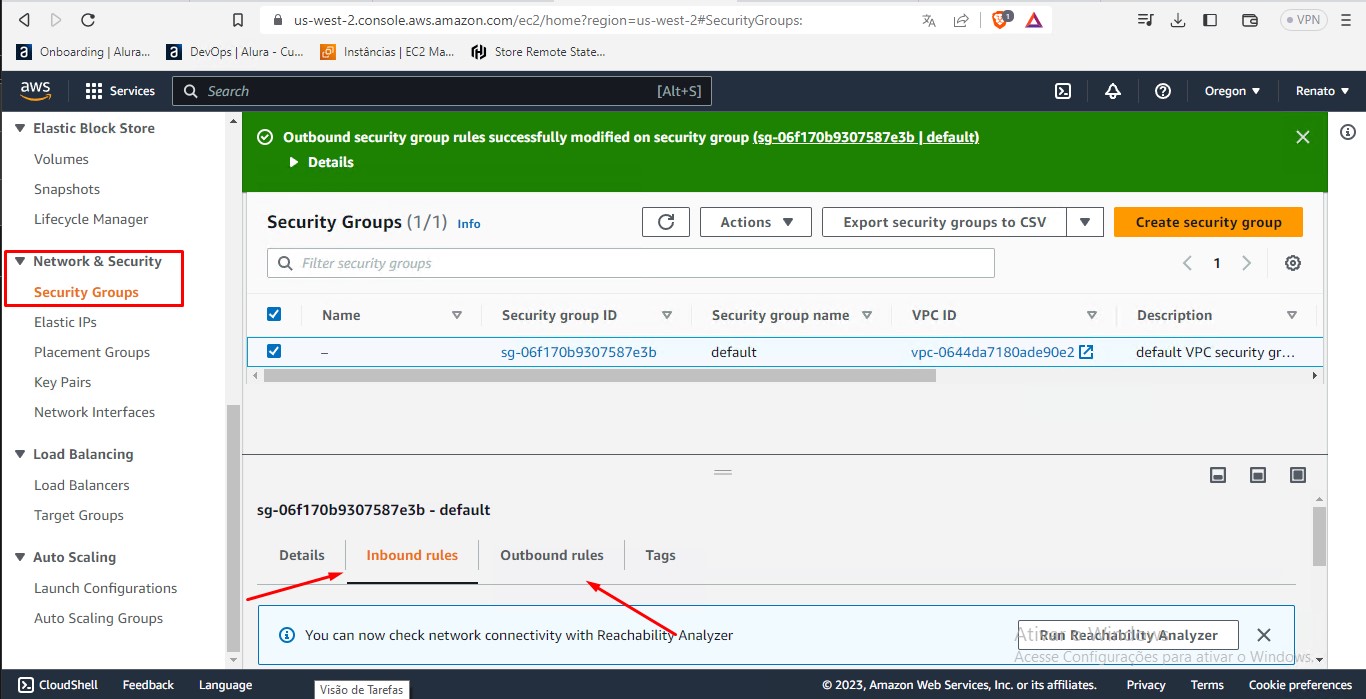 us-west-2.console.aws.amazon.com/ec2/home?region=us-west-2#SecurityGroups:
1
VPN
a Onboarding | Alura...
a DevOps | Alura - Cu...
Instâncias | EC2 Ma...
Store Remote State...
aws
Services
Search
[Alt+S]
Oregon
Renato
Elastic Block Store
Volumes
Snapshots
Lifecycle Manager
Network & Security
Security Groups
Elastic IPs
Placement Groups
Key Pairs
Network Interfaces
Load Balancing
Load Balancers
Target Groups
Auto Scaling
Launch Configurations
Auto Scaling Groups
Outbound security group rules successfully modified on security group (sg-06f170b9307587e3b | default)
Details
Security Groups (1/1) Info
Actions
Export security groups to CSV
Create security group
Filter security groups
1
Name Security group ID Security group name VPC ID Description
– sg-06f170b9307587e3b default vpc-0644da7180ade90e2 default VPC security gr...
sg-06f170b9307587e3b - default
Details Inbound rules Outbound rules Tags
You can now check network connectivity with Reachability Analyzer
Run Reachability Analyzer
Ativar o Windows
Acesse Configurações para ativar o Windows.
CloudShell Feedback Language
Visão de Tarefas
© 2023, Amazon Web Services, Inc. or its affiliates. Privacy Terms Cookie preferences